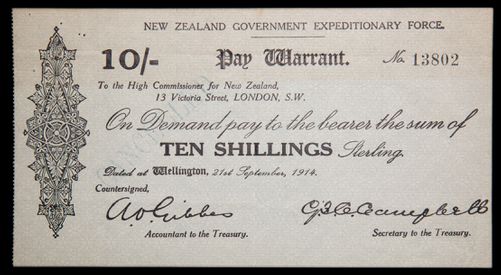 NEW ZEALAND GOVERNMENT EXPEDITIONARY FORCE.
10/- Pay Warrant. No. 13802
To the High Commissioner for New Zealand,
13 Victoria Street, LONDON, S.W.
On Demand pay to the bearer the sum of
TEN SHILLINGS Sterling.
Dated at Wellington, 21st September, 1914.
Countersigned,
A.O. Gibbes G.F.C. Campbell
Accountant to the Treasury. Secretary to the Treasury.